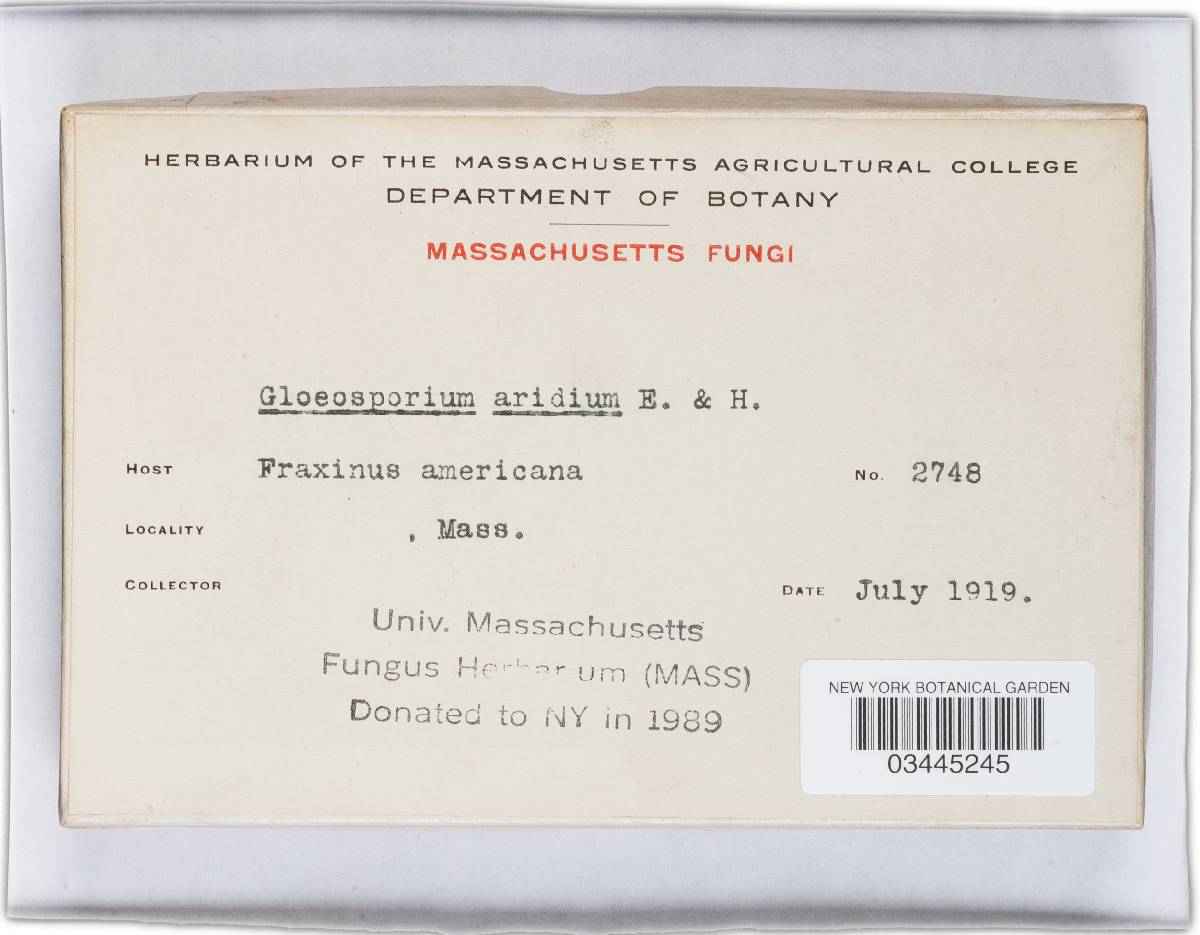 HERBARIUM OF THE MASSACHUSETTS AGRICULTURAL COLLEGE
DEPARTMENT OF BOTANY
MASSACHUSETTS FUNGI
Gloeosporium aridium E. & H.
HOST Fraxinus americana No. 2748
LOCALITY , Mass.
COLLECTOR DATE July 1919.
Univ. Massachusetts
Fungus Herbarium (MASS)
Donated to NY in 1989
NEW YORK BOTANICAL GARDEN
03445245